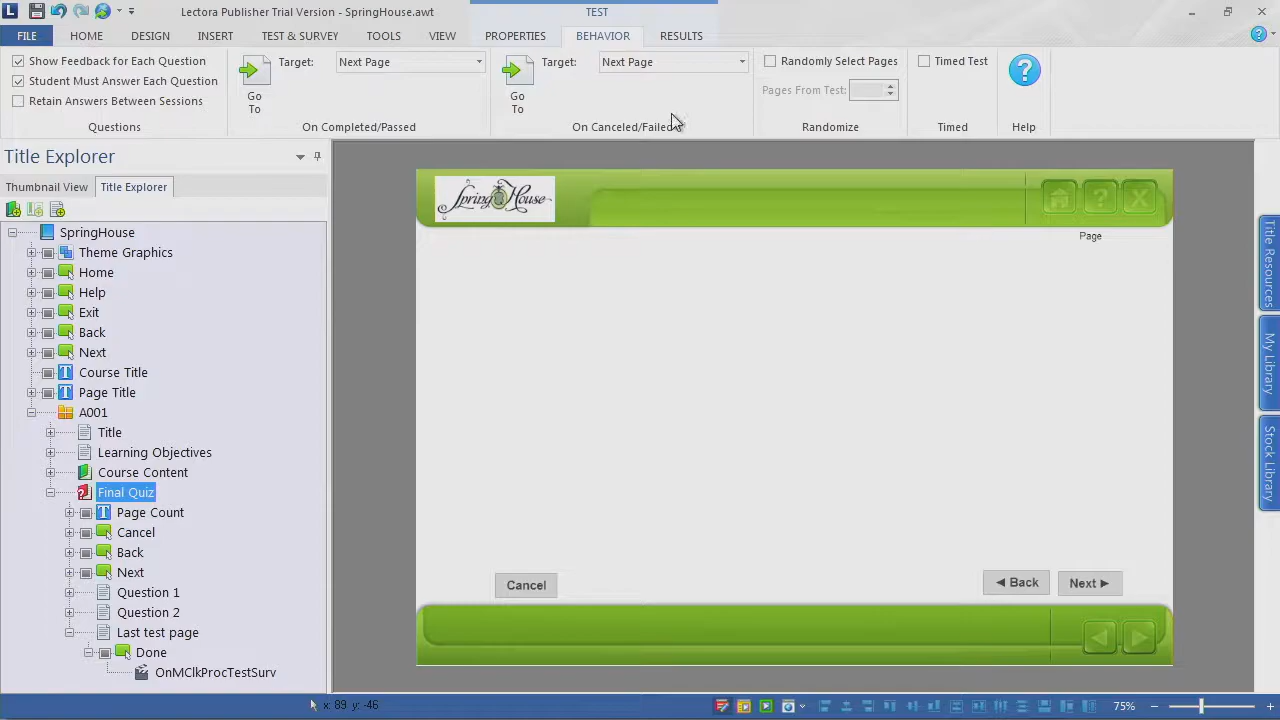 Lectora Publisher Trial Version - SpringHouse.awt
TEST
FILE HOME DESIGN INSERT TEST & SURVEY TOOLS VIEW PROPERTIES BEHAVIOR RESULTS
Show Feedback for Each Question
Student Must Answer Each Question
Retain Answers Between Sessions
Questions
Go
To
Target: Next Page
On Completed/Passed
Go
To
Target: Next Page
On Canceled/Failed
Randomly Select Pages
Pages From Test:
Randomize
Timed Test
Timed
Help
Title Explorer
Thumbnail View Title Explorer
SpringHouse
Theme Graphics
Home
Help
Exit
Back
Next
Course Title
Page Title
A001
Title
Learning Objectives
Course Content
Final Quiz
Page Count
Cancel
Back
Next
Question 1
Question 2
Last test page
Done
OnMClkProcTestSurv
Spring House
Page
Cancel
Back
Next
Title Resources
My Library
Stock Library
x: 89 y: -46
75%